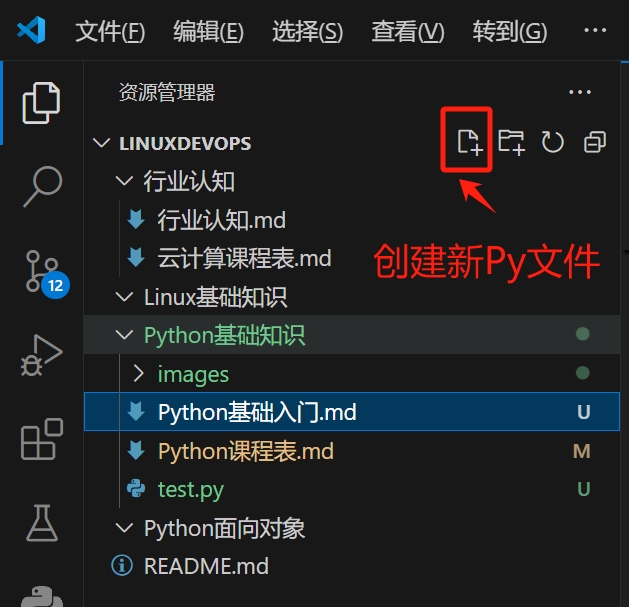 文件(F) 编辑(E) 选择(S) 查看(V) 转到(G) ···
资源管理器 ···
LINUXDEVOPS
行业认知
行业认知.md
云计算课程表.md
创建新Py文件
Linux基础知识
Python基础知识
images
Python基础入门.md U
Python课程表.md M
test.py U
Python面向对象
README.md
12